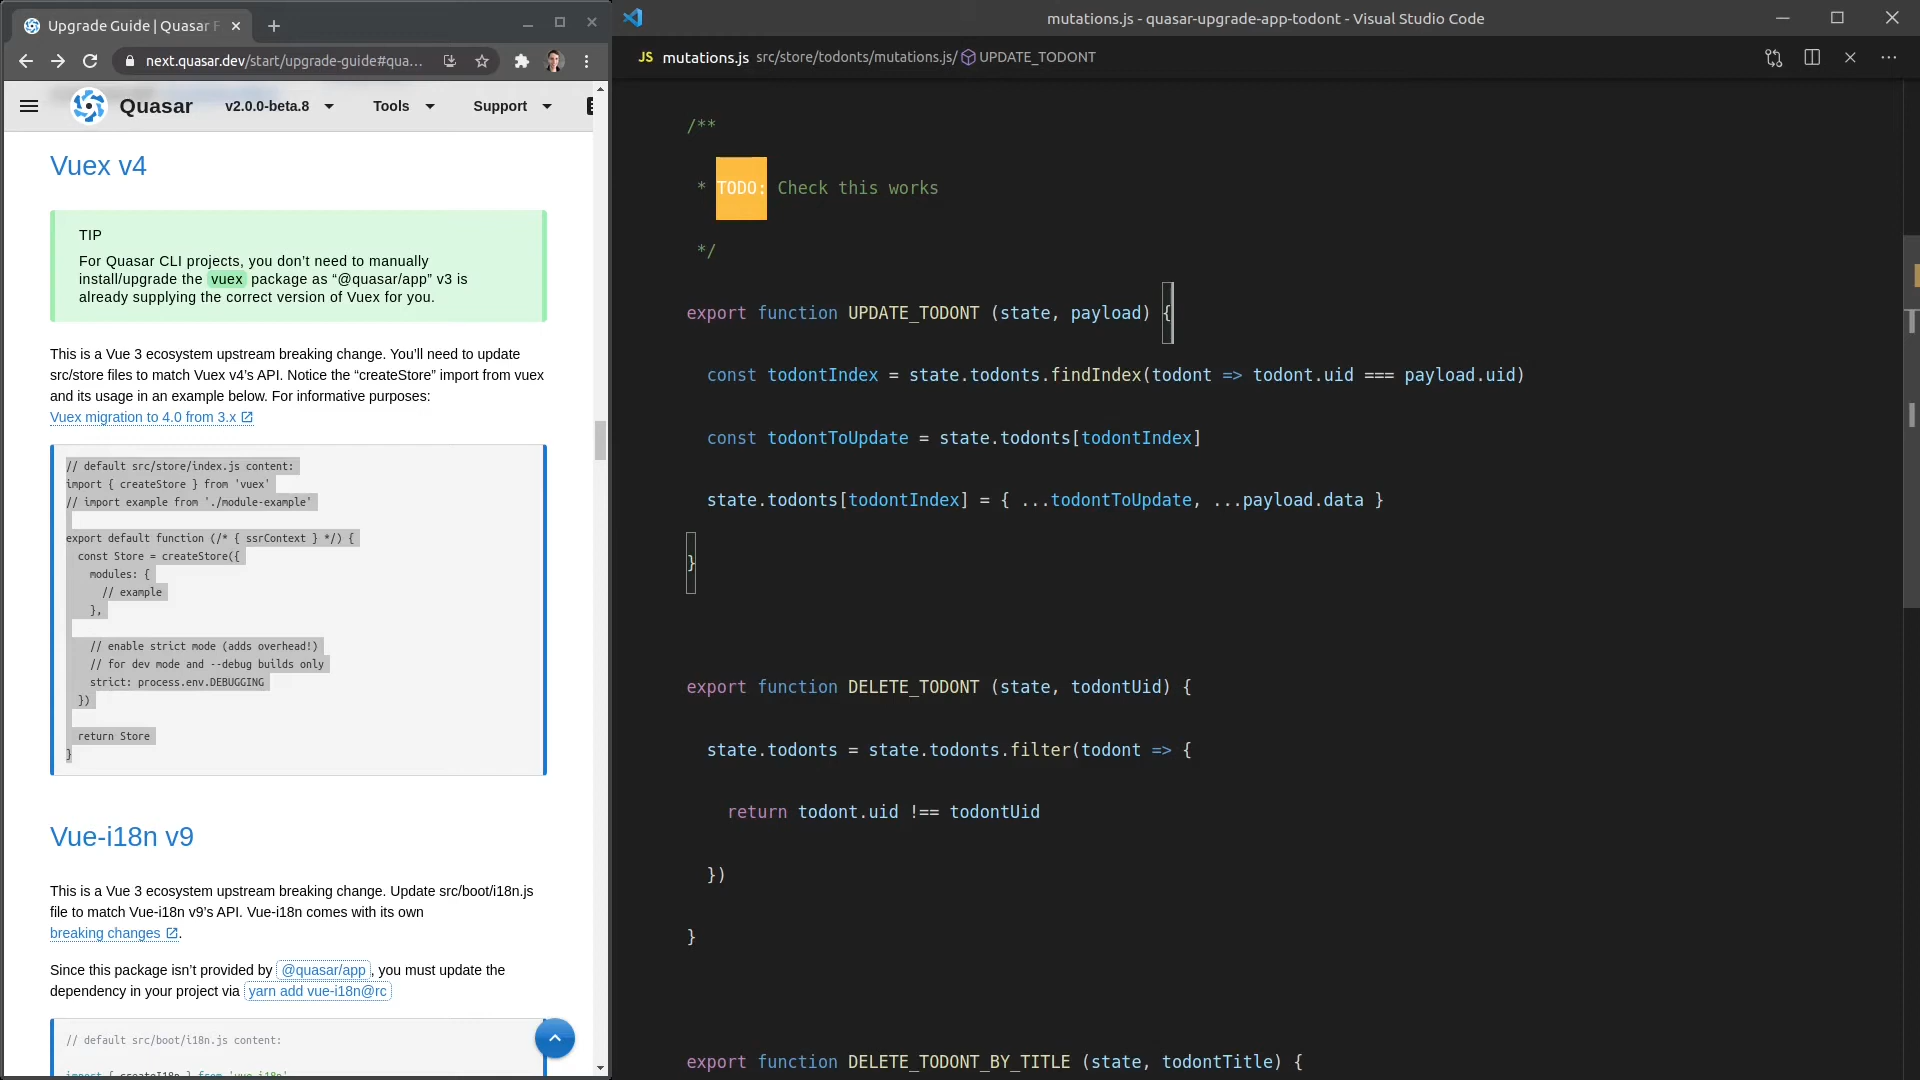 Upgrade Guide | Quasar F
next.quasar.dev/start/upgrade-guide#qua...
Quasar
v2.0.0-beta.8
Tools
Support
Vuex v4
TIP
For Quasar CLI projects, you don’t need to manually
install/upgrade the vuex package as “@quasar/app” v3 is
already supplying the correct version of Vuex for you.
This is a Vue 3 ecosystem upstream breaking change. You’ll need to update
src/store files to match Vuex v4’s API. Notice the “createStore” import from vuex
and its usage in an example below. For informative purposes:
Vuex migration to 4.0 from 3.x
// default src/store/index.js content:
import { createStore } from 'vuex'
// import example from './module-example'
export default function (/* { ssrContext } */) {
const Store = createStore({
modules: {
// example
},
// enable strict mode (adds overhead!)
// for dev mode and --debug builds only
strict: process.env.DEBUGGING
})
return Store
}
Vue-i18n v9
This is a Vue 3 ecosystem upstream breaking change. Update src/boot/i18n.js
file to match Vue-i18n v9’s API. Vue-i18n comes with its own
breaking changes.
Since this package isn’t provided by @quasar/app, you must update the
dependency in your project via yarn add vue-i18n@rc
// default src/boot/i18n.js content:
import { createI18n } from 'vue-i18n'
mutations.js - quasar-upgrade-app-todont - Visual Studio Code
JS mutations.js src/store/todonts/mutations.js/ UPDATE_TODONT
/**
* TODO: Check this works
*/
export function UPDATE_TODONT (state, payload) {
const todontIndex = state.todonts.findIndex(todont => todont.uid === payload.uid)
const todontToUpdate = state.todonts[todontIndex]
state.todonts[todontIndex] = { ...todontToUpdate, ...payload.data }
}
export function DELETE_TODONT (state, todontUid) {
state.todonts = state.todonts.filter(todont => {
return todont.uid !== todontUid
})
}
export function DELETE_TODONT_BY_TITLE (state, todontTitle) {